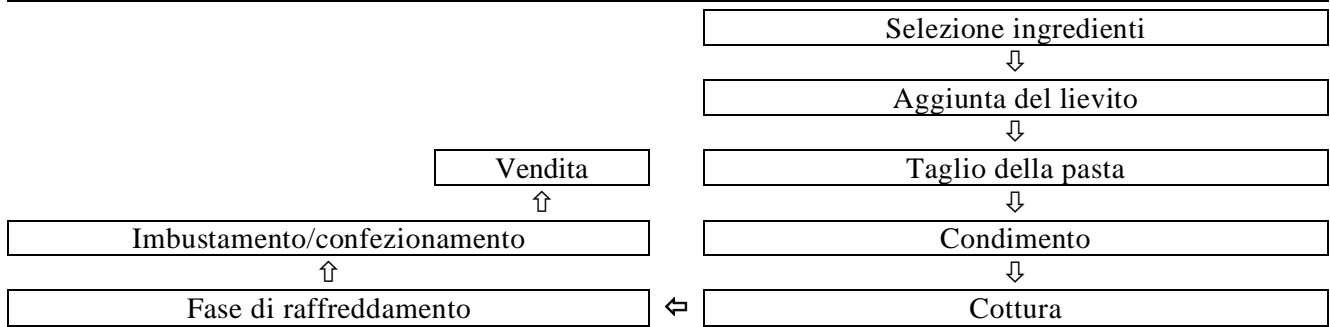 Selezione ingredienti
⇩
Aggiunta del lievito
⇩
Vendita
Taglio della pasta
⇧
⇩
Imbustamento/confezionamento
Condimento
⇧
⇩
Fase di raffreddamento
⇦
Cottura